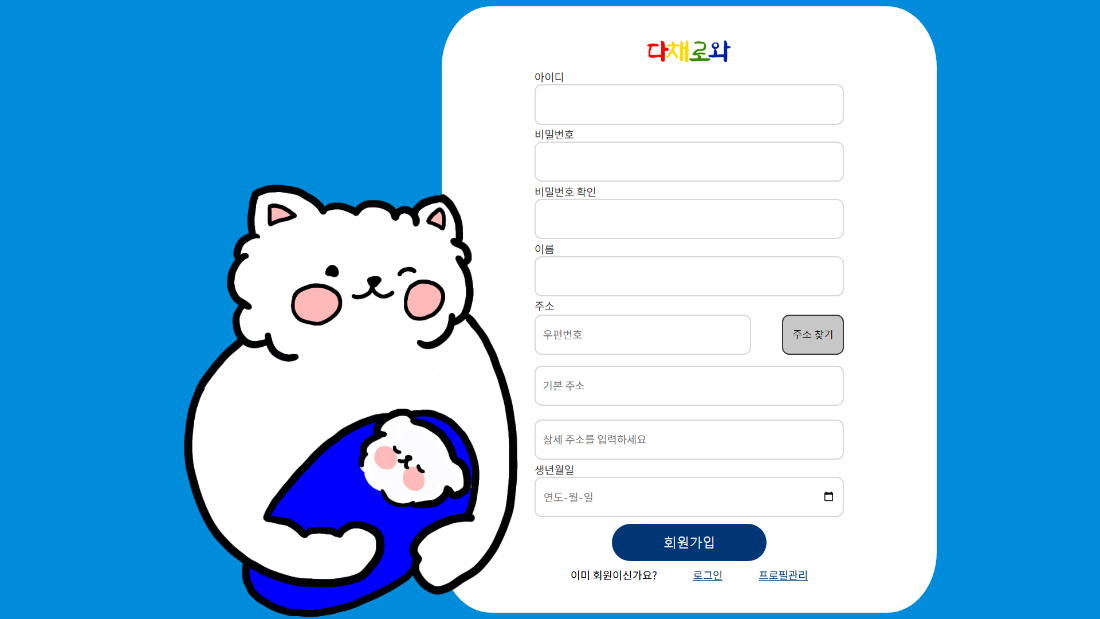 다채로와
아이디
비밀번호
비밀번호 확인
이름
주소
우편번호 주소 찾기
기본 주소
상세 주소를 입력하세요
생년월일
연도-월-일
회원가입
이미 회원이신가요? 로그인 프로필관리